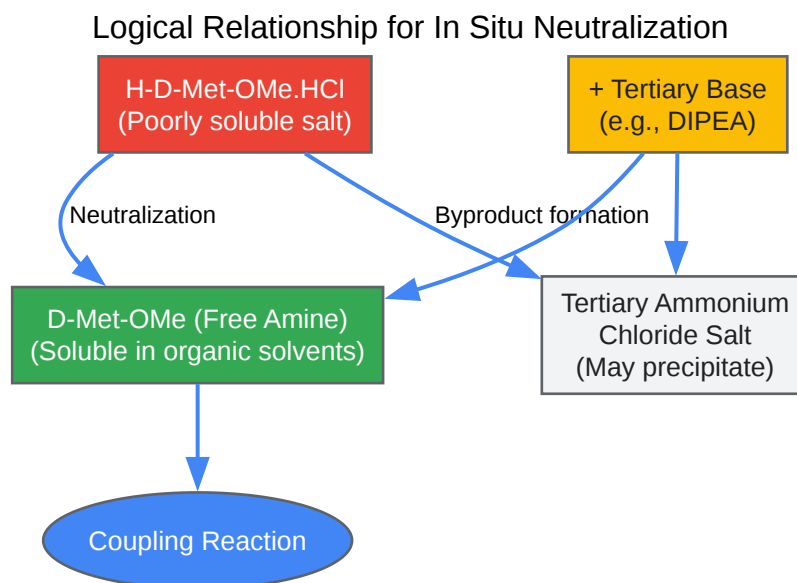 Logical Relationship for In Situ Neutralization
H-D-Met-OMe.HCl
(Poorly soluble salt)
+ Tertiary Base
(e.g., DIPEA)
Neutralization
Byproduct formation
D-Met-OMe (Free Amine)
(Soluble in organic solvents)
Tertiary Ammonium
Chloride Salt
(May precipitate)
Coupling Reaction